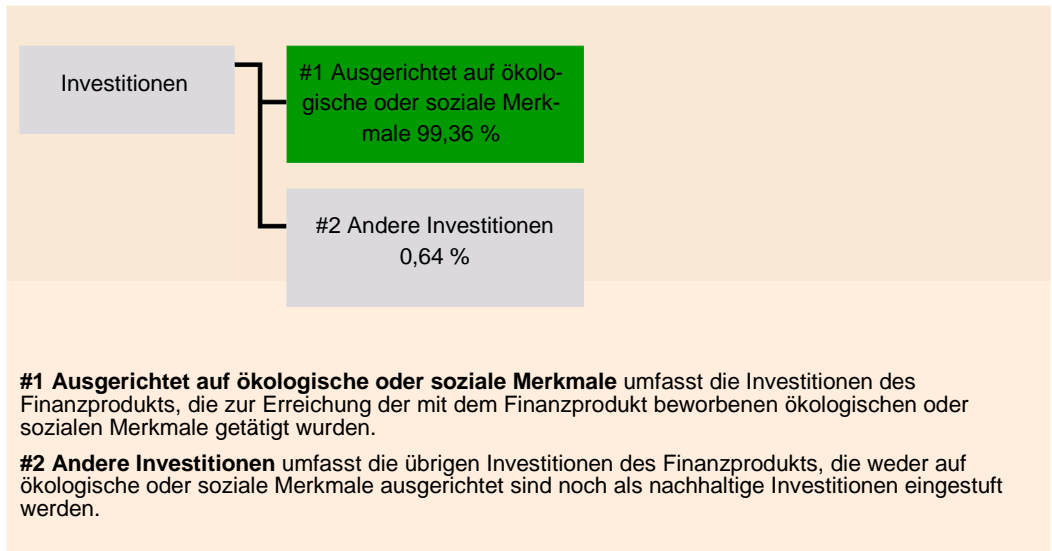 Investitionen
#1 Ausgerichtet auf ökolo-
gische oder soziale Merk-
male 99,36 %
#2 Andere Investitionen
0,64 %
#1 Ausgerichtet auf ökologische oder soziale Merkmale umfasst die Investitionen des
Finanzprodukts, die zur Erreichung der mit dem Finanzprodukt beworbenen ökologischen oder
sozialen Merkmale getätigt wurden.
#2 Andere Investitionen umfasst die übrigen Investitionen des Finanzprodukts, die weder auf
ökologische oder soziale Merkmale ausgerichtet sind noch als nachhaltige Investitionen eingestuft
werden.